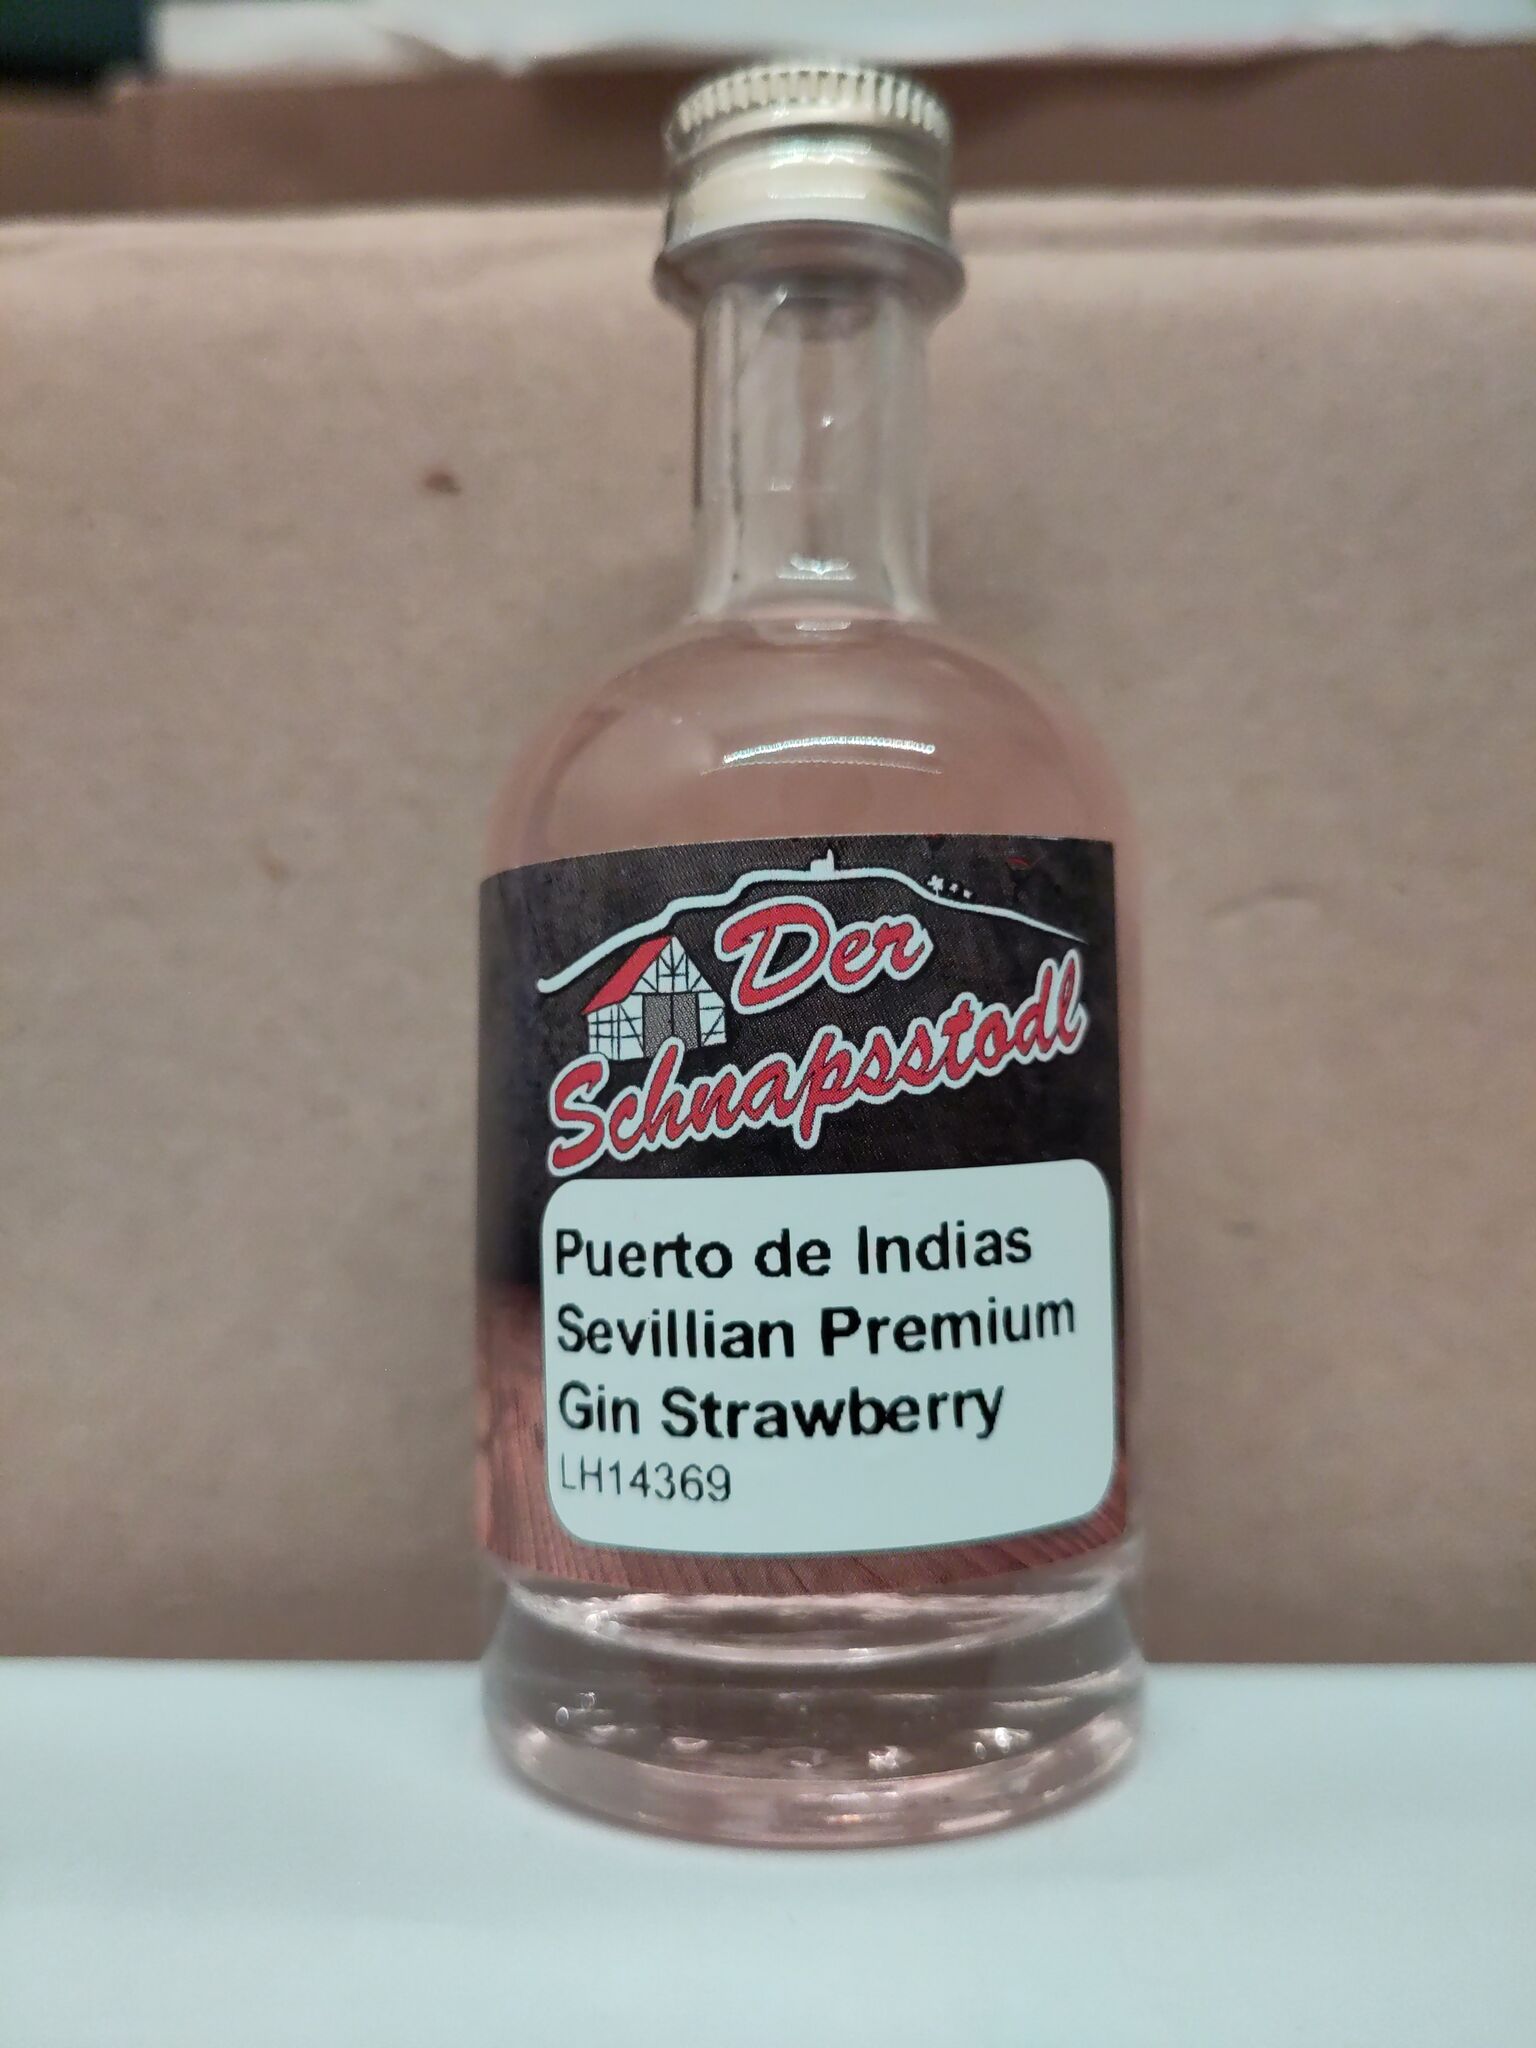 Der
Schnapsstodl
Puerto de Indias
Sevillian Premium
Gin Strawberry
LH14369